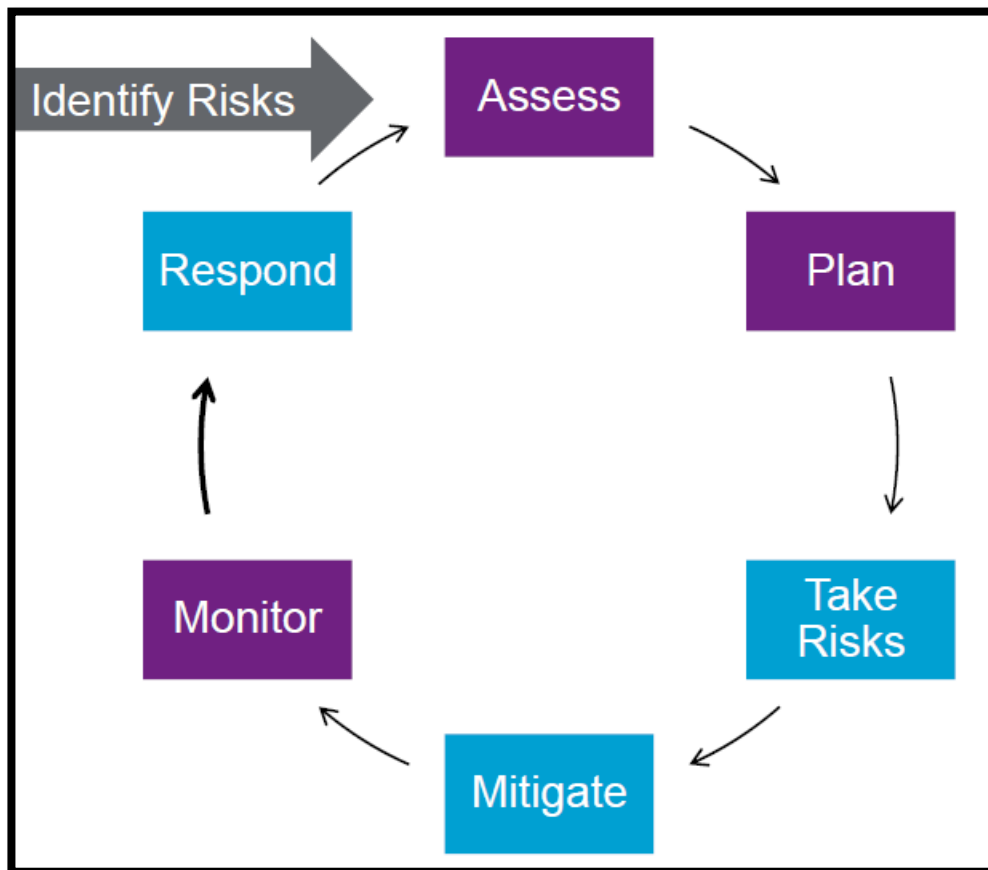 Identify Risks
Assess
Plan
Take
Risks
Mitigate
Monitor
Respond